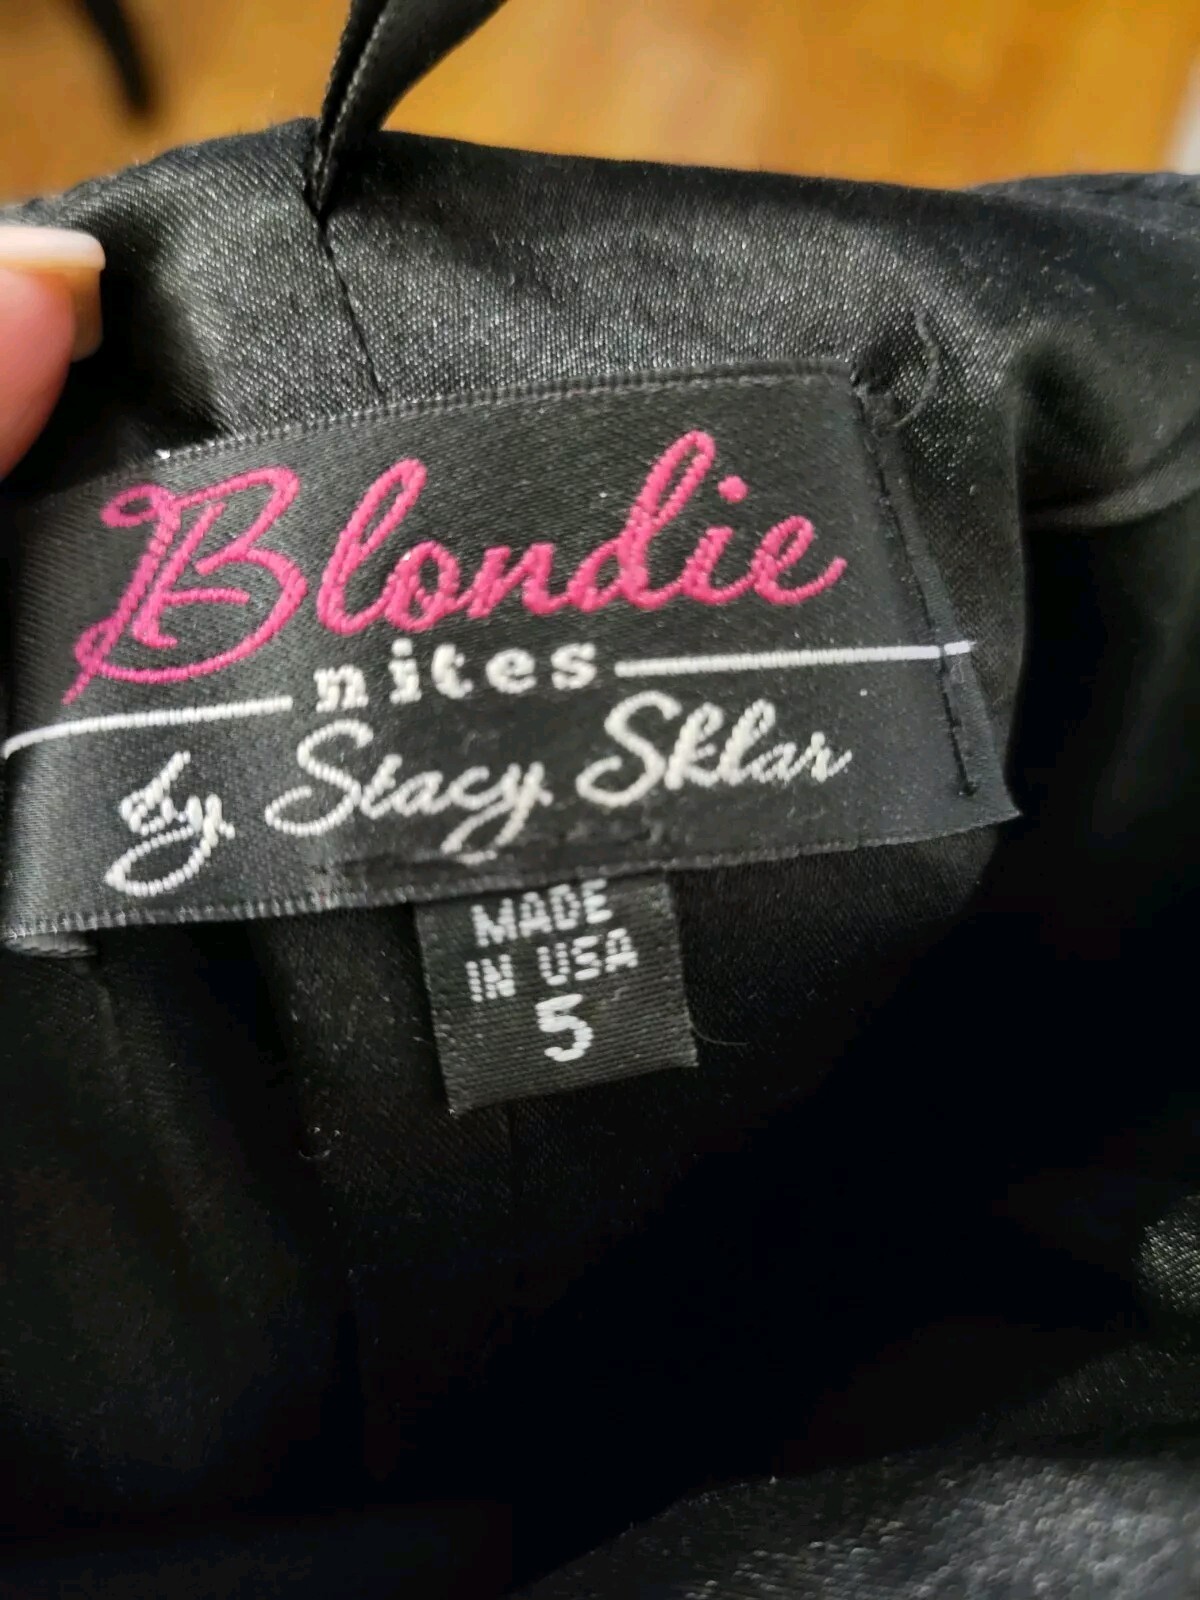 Blondie
nites
by Stacy Sklar
MADE
IN USA
5